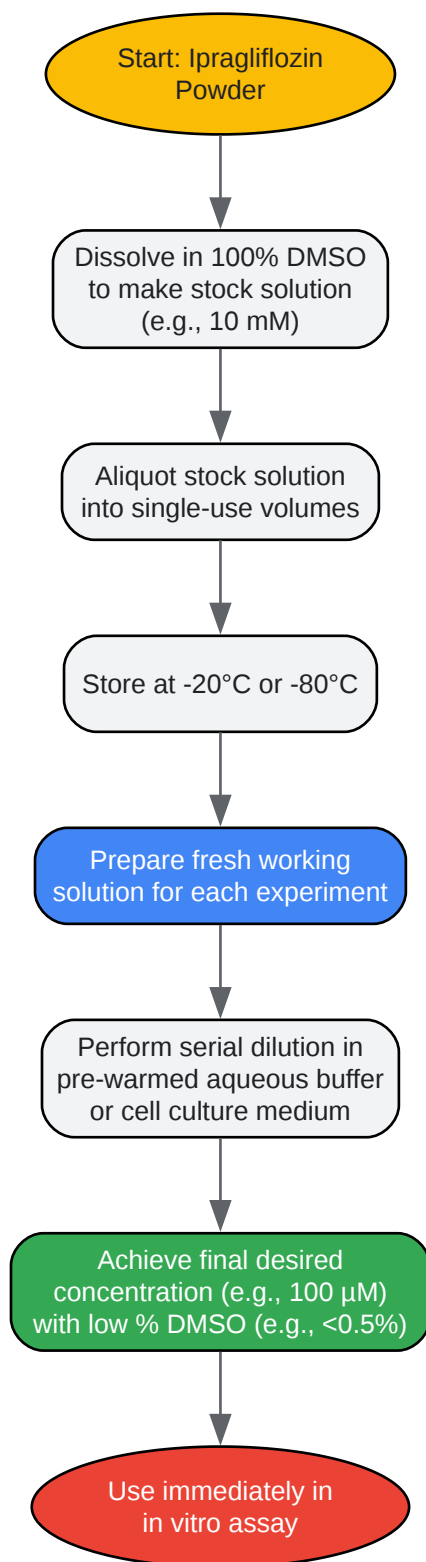 Start: Ipragliflozin
Powder
Dissolve in 100% DMSO
to make stock solution
(e.g., 10 mM)
Aliquot stock solution
into single-use volumes
Store at -20°C or -80°C
Prepare fresh working
solution for each experiment
Perform serial dilution in
pre-warmed aqueous buffer
or cell culture medium
Achieve final desired
concentration (e.g., 100 µM)
with low % DMSO (e.g., <0.5%)
Use immediately in
in vitro assay